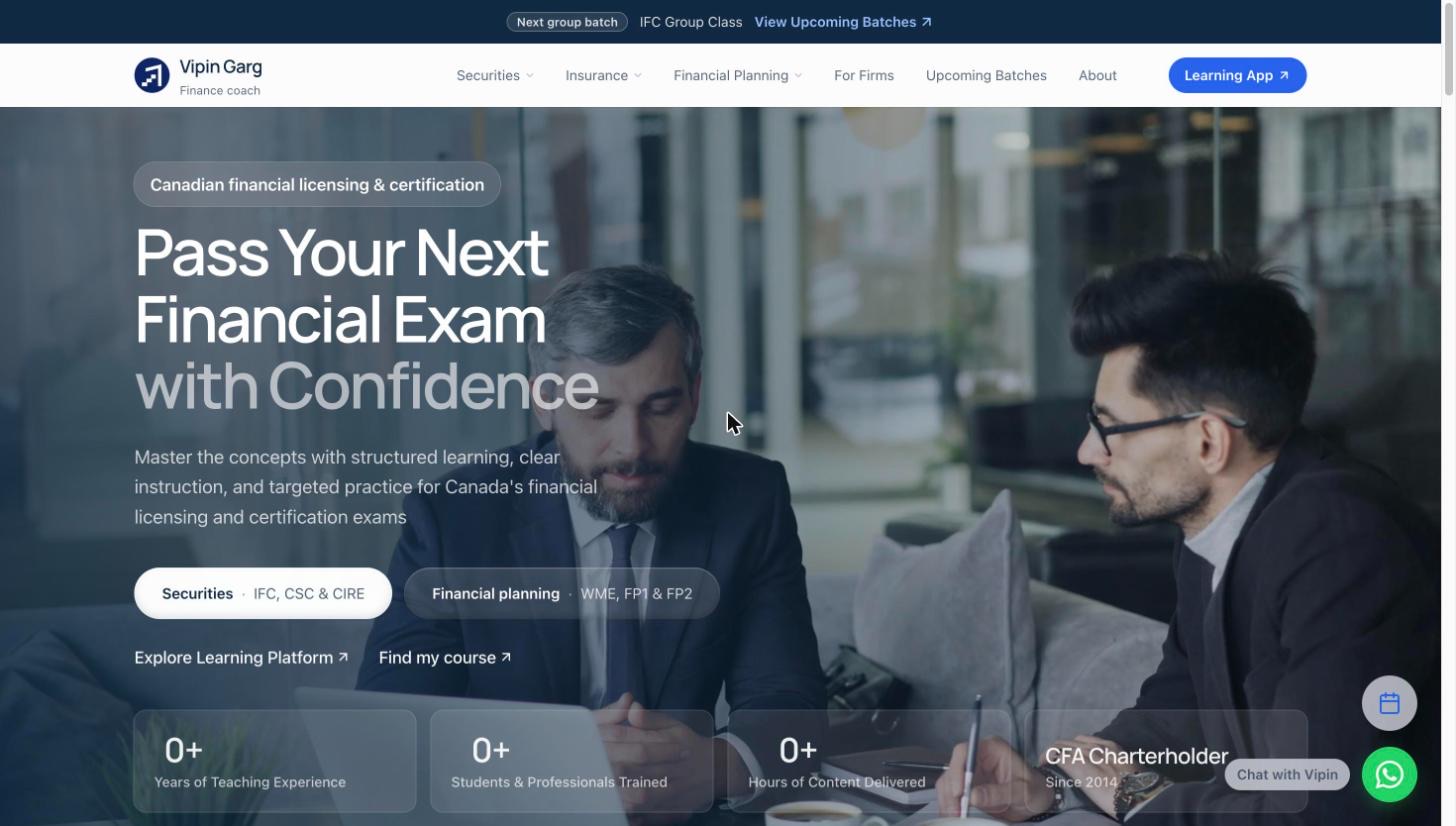 Next group batch IFC Group Class View Upcoming Batches ↗
Vipin Garg
Finance coach
Securities Insurance Financial Planning For Firms Upcoming Batches About Learning App ↗
Canadian financial licensing & certification
Pass Your Next
Financial Exam
with Confidence
Master the concepts with structured learning, clear
instruction, and targeted practice for Canada's financial
licensing and certification exams
Securities · IFC, CSC & CIRE
Financial planning · WME, FP1 & FP2
Explore Learning Platform ↗ Find my course ↗
0+
Years of Teaching Experience
0+
Students & Professionals Trained
0+
Hours of Content Delivered
CFA Charterholder
Since 2014
Chat with Vipin